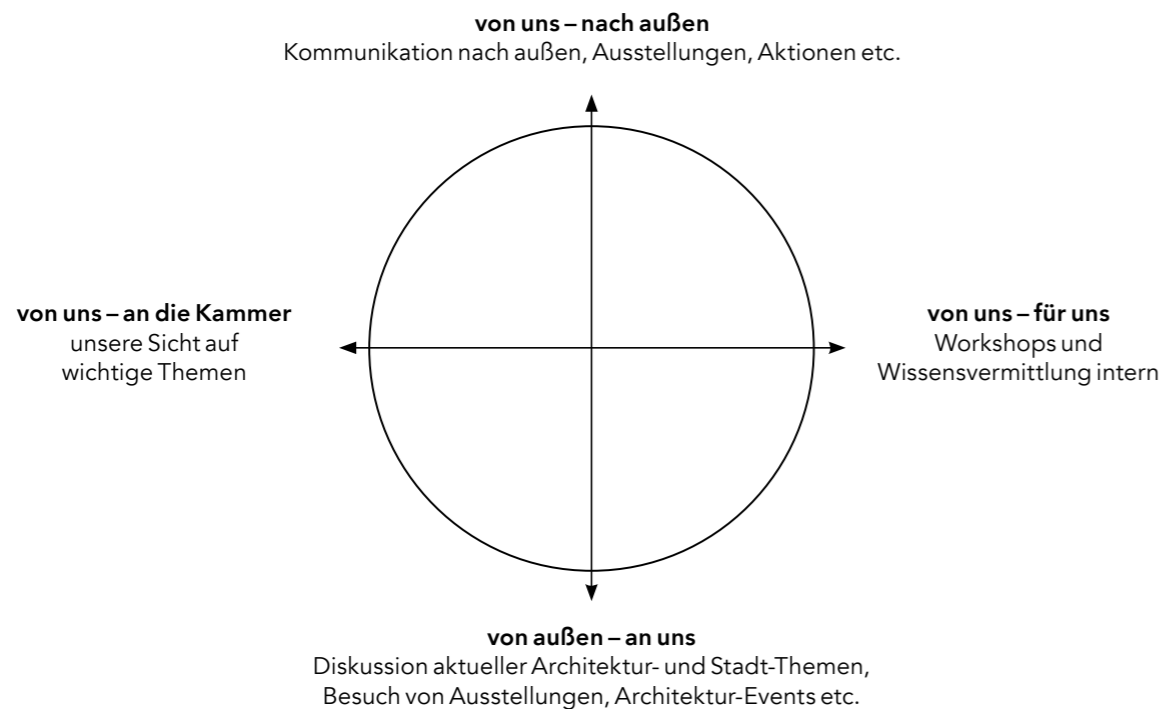 von uns – nach außen
Kommunikation nach außen, Ausstellungen, Aktionen etc.
von uns – an die Kammer
unsere Sicht auf
wichtige Themen
von uns – für uns
Workshops und
Wissensvermittlung intern
von außen – an uns
Diskussion aktueller Architektur- und Stadt-Themen,
Besuch von Ausstellungen, Architektur-Events etc.